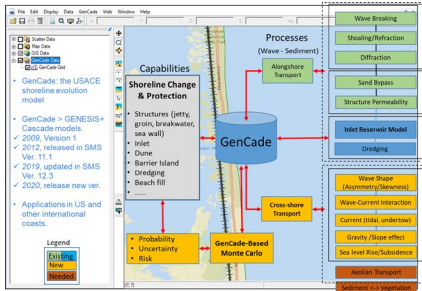 File Edit Display Data GenCade Web Window Help
Scatter Data
Map Data
GIS Data
GenCade Data
GenCade Grid
• GenCade: the USACE
shoreline evolution
model
• GenCade > GENESIS+
Cascade models.
✓ 2009, Version 1
✓ 2012, released in SMS
Ver. 11.1
✓ 2019, updated in SMS
Ver. 12.3
✓ 2020, release new ver.
• Applications in US and
other international
coasts.
Legend
Existing
New
Needed
Capabilities
Shoreline Change
& Protection
• Structures (jetty,
groin, breakwater,
sea wall)
• Inlet
• Dune
• Barrier Island
• Dredging
• Beach fill
• ......
• Probability
• Uncertainty
• Risk
GenCade
GenCade-Based
Monte Carlo
Processes
(Wave - Sediment)
Alongshore
Transport
Cross-shore
Transport
Wave Breaking
Shoaling/Refraction
Diffraction
Sand Bypass
Structure Permeability
Inlet Reservoir Model
Dredging
Wave Shape
(Asymmetry/Skewness)
Wave-Current Interaction
Current (tidal, undertow)
Gravity /Slope effect
Sea level Rise/Subsidence
Aeolian Transport
Sediment <-> Vegetation